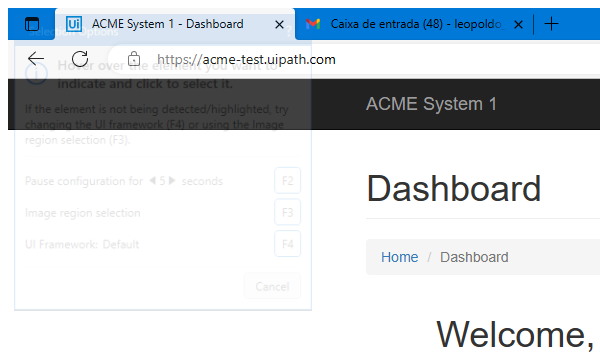 Ui ACME System 1 - Dashboard
Caixa de entrada (48) - leopoldo
Selection Options ?
https://acme-test.uipath.com
Hover over the element you want to
indicate and click to select it.
ACME System 1
If the element is not being detected/highlighted, try
changing the UI framework (F4) or using the Image
region selection (F3).
Pause configuration for 5 seconds F2
Dashboard
Image region selection F3
UI Framework: Default F4
Home / Dashboard
Cancel
Welcome,